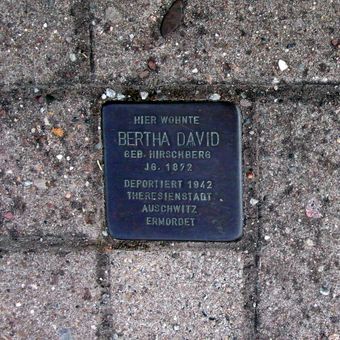 HIER WOHNTE
BERTHA DAVID
GEB. HIRSCHBERG
JG. 1872
DEPORTIERT 1942
THERESIENSTADT
AUSCHWITZ
ERMORDET